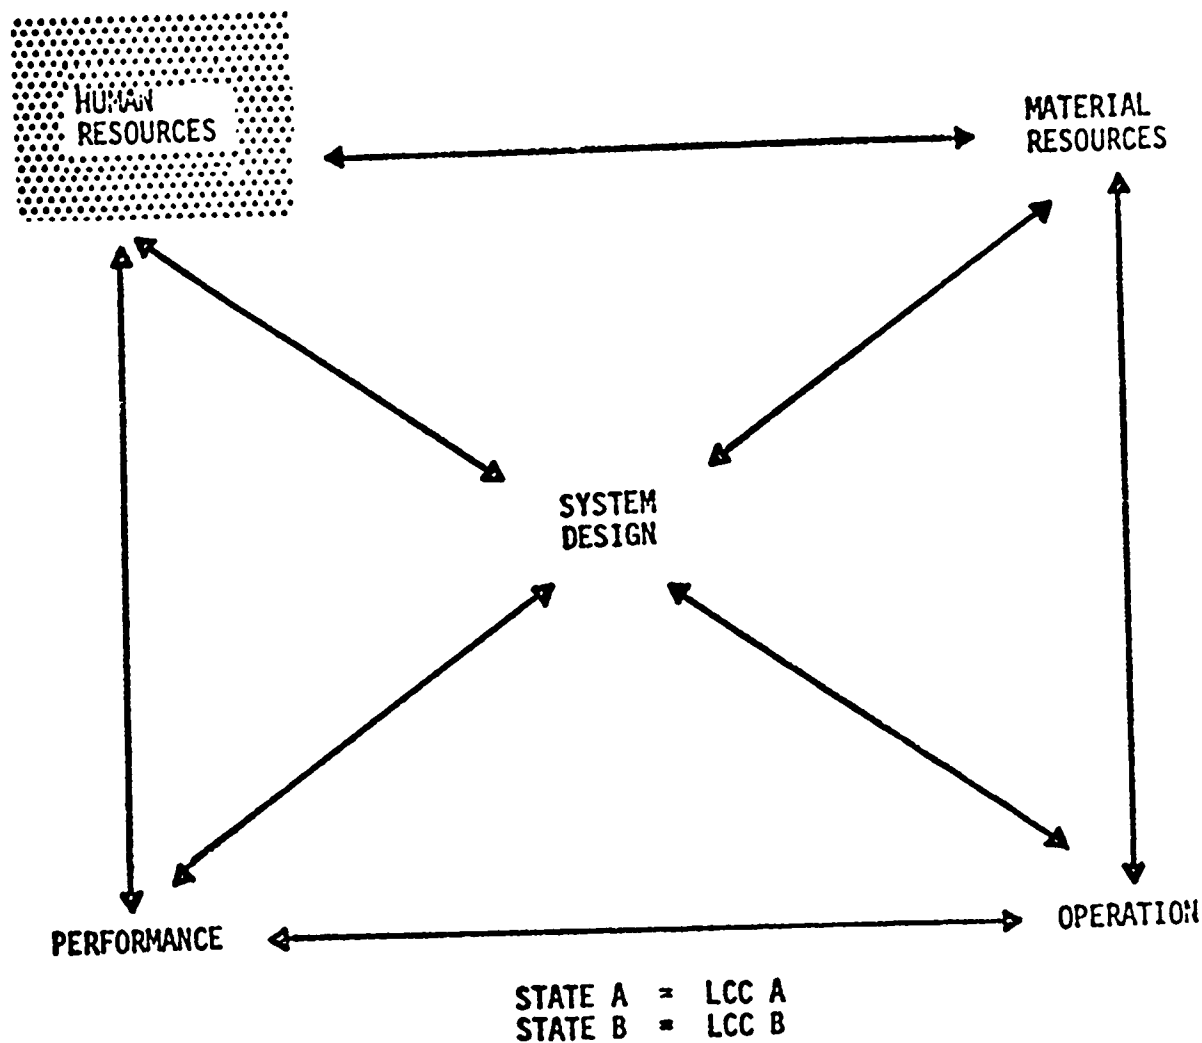 HUMAN
RESOURCES
MATERIAL
RESOURCES
SYSTEM
DESIGN
PERFORMANCE
OPERATION
STATE A = LCC A
STATE B = LCC B